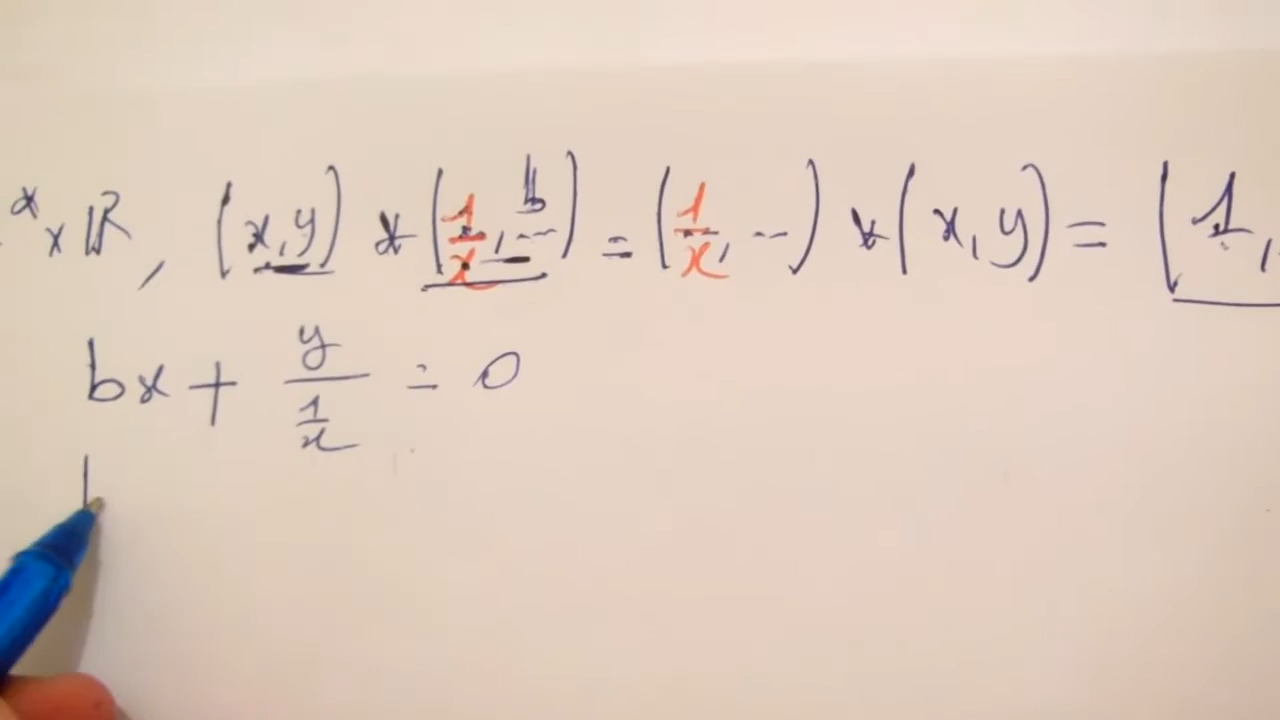 * × ℝ, (x,y) * (1/x, b...) = (1/x, ...) * (x,y) = (1,
bx + y/(1/x) = 0